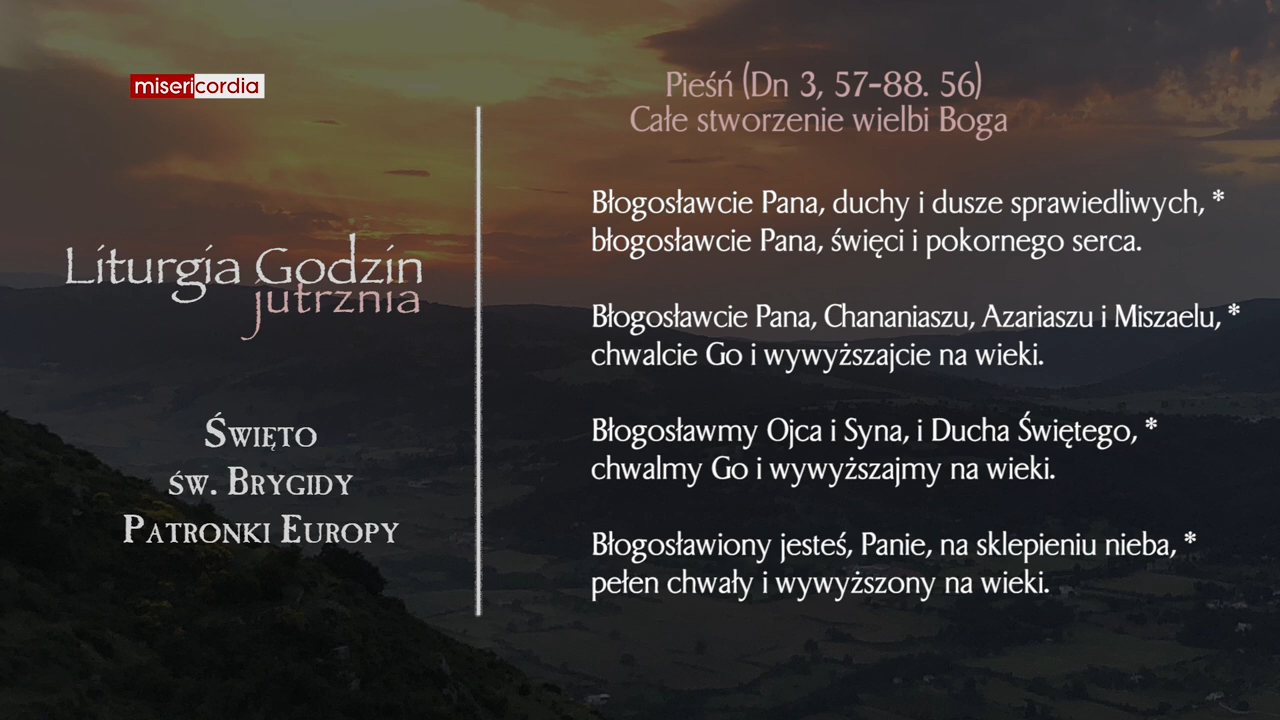 misericordia
Liturgia Godzin
jutrznia
Święto
św. Brygidy
Patronki Europy
Pieśń (Dn 3, 57-88. 56)
Całe stworzenie wielbi Boga
Błogosławcie Pana, duchy i dusze sprawiedliwych, *
błogosławcie Pana, święci i pokornego serca.
Błogosławcie Pana, Chananiaszu, Azariaszu i Miszaelu, *
chwalcie Go i wywyższajcie na wieki.
Błogosławmy Ojca i Syna, i Ducha Świętego, *
chwalmy Go i wywyższajmy na wieki.
Błogosławiony jesteś, Panie, na sklepieniu nieba, *
pełen chwały i wywyższony na wieki.